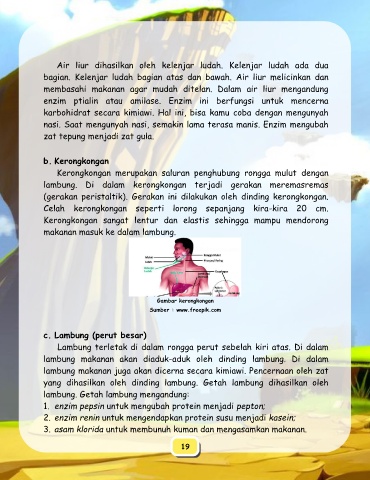 Air liur dihasilkan oleh kelenjar ludah. Kelenjar ludah ada dua
bagian. Kelenjar ludah bagian atas dan bawah. Air liur melicinkan dan
membasahi makanan agar mudah ditelan. Dalam air liur mengandung
enzim ptialin atau amilase. Enzim ini berfungsi untuk mencerna
karbohidrat secara kimiawi. Hal ini, bisa kamu coba dengan mengunyah
nasi. Saat mengunyah nasi, semakin lama terasa manis. Enzim mengubah
zat tepung menjadi zat gula.
b. Kerongkongan
Kerongkongan merupakan saluran penghubung rongga mulut dengan
lambung. Di dalam kerongkongan terjadi gerakan meremasremas
(gerakan peristaltik). Gerakan ini dilakukan oleh dinding kerongkongan.
Celah kerongkongan seperti lorong sepanjang kira-kira 20 cm.
Kerongkongan sangat lentur dan elastis sehingga mampu mendorong
makanan masuk ke dalam lambung.
Gambar kerongkongan
Sumber : www.freepik.com
c. Lambung (perut besar)
Lambung terletak di dalam rongga perut sebelah kiri atas. Di dalam
lambung makanan akan diaduk-aduk oleh dinding lambung. Di dalam
lambung makanan juga akan dicerna secara kimiawi. Pencernaan oleh zat
yang dihasilkan oleh dinding lambung. Getah lambung dihasilkan oleh
lambung. Getah lambung mengandung:
1. enzim pepsin untuk mengubah protein menjadi pepton;
2. enzim renin untuk mengendapkan protein susu menjadi kasein;
3. asam klorida untuk membunuh kuman dan mengasamkan makanan.
19